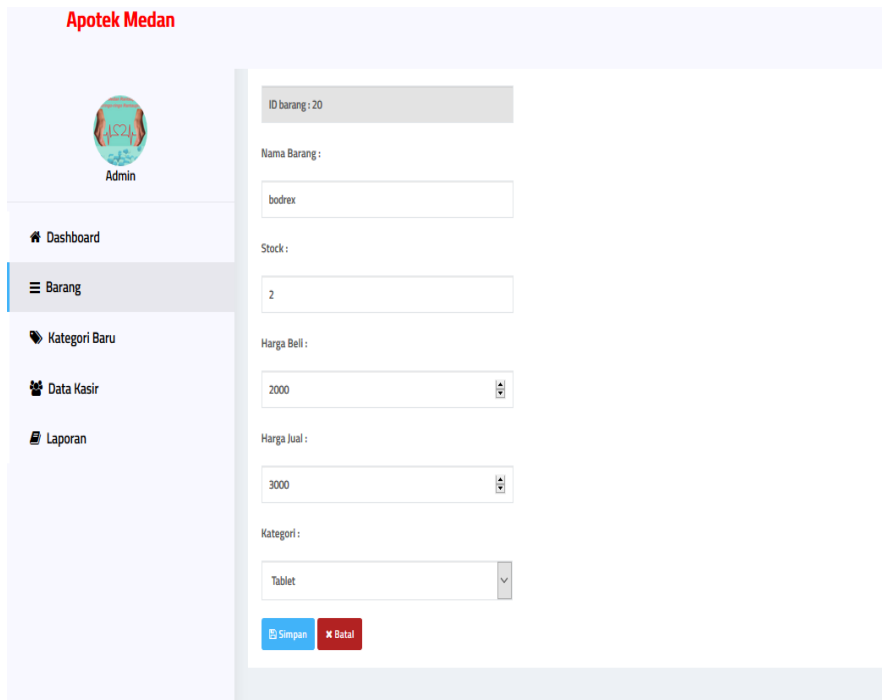 Apotek Medan
Admin
Dashboard
Barang
Kategori Baru
Data Kasir
Laporan
ID barang : 20
Nama Barang :
bodrex
Stock :
2
Harga Beli :
2000
Harga Jual :
3000
Kategori :
Tablet
Simpan Batal